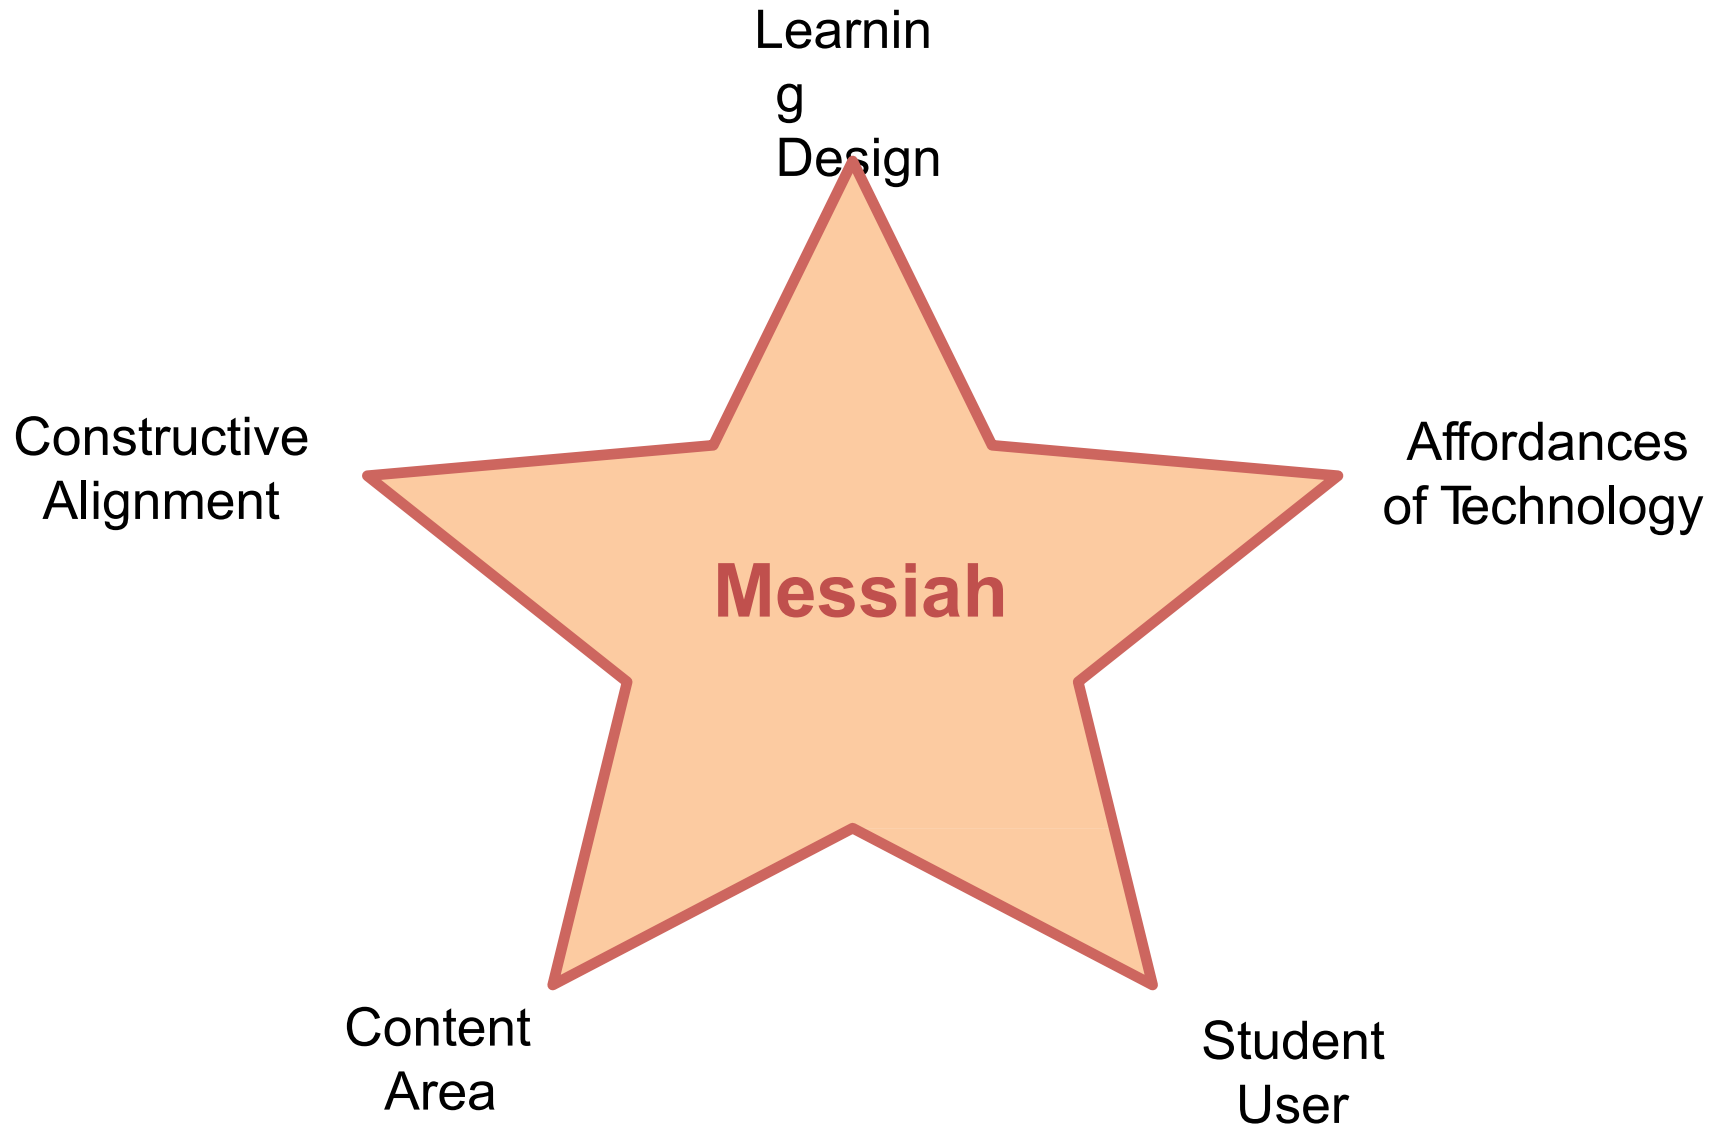 Learnin
g
Design
Constructive
Alignment
Affordances
of Technology
Messiah
Content
Area
Student
User